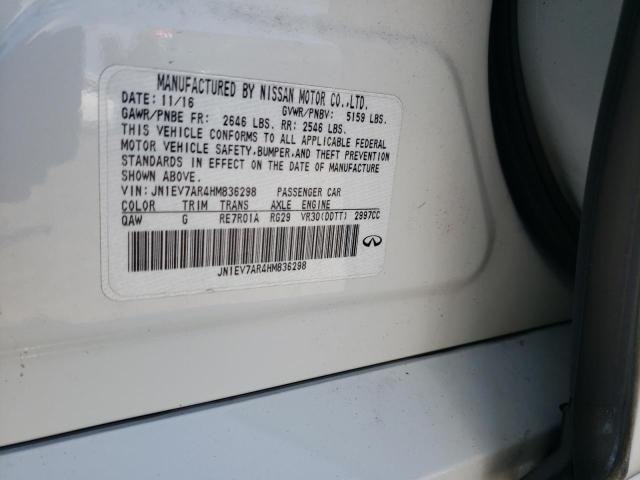 MANUFACTURED BY NISSAN MOTOR CO.,LTD.
DATE: 11/16 GVWR/PNBV: 5159 LBS.
GAWR/PNBE FR: 2646 LBS. RR: 2546 LBS.
THIS VEHICLE CONFORMS TO ALL APPLICABLE FEDERAL
MOTOR VEHICLE SAFETY,BUMPER,AND THEFT PREVENTION
STANDARDS IN EFFECT ON THE DATE OF MANUFACTURE
SHOWN ABOVE.
VIN: JN1EV7AR4HM836298 PASSENGER CAR
COLOR TRIM TRANS AXLE ENGINE
QAW G RE7R01A RG29 VR30(DDTT) 2997CC
JN1EV7AR4HM836298